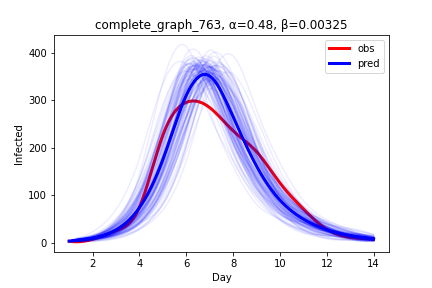 complete_graph_763, α=0.48, β=0.00325
obs
pred
400
300
200
100
0
Infected
2 4 6 8 10 12 14
Day